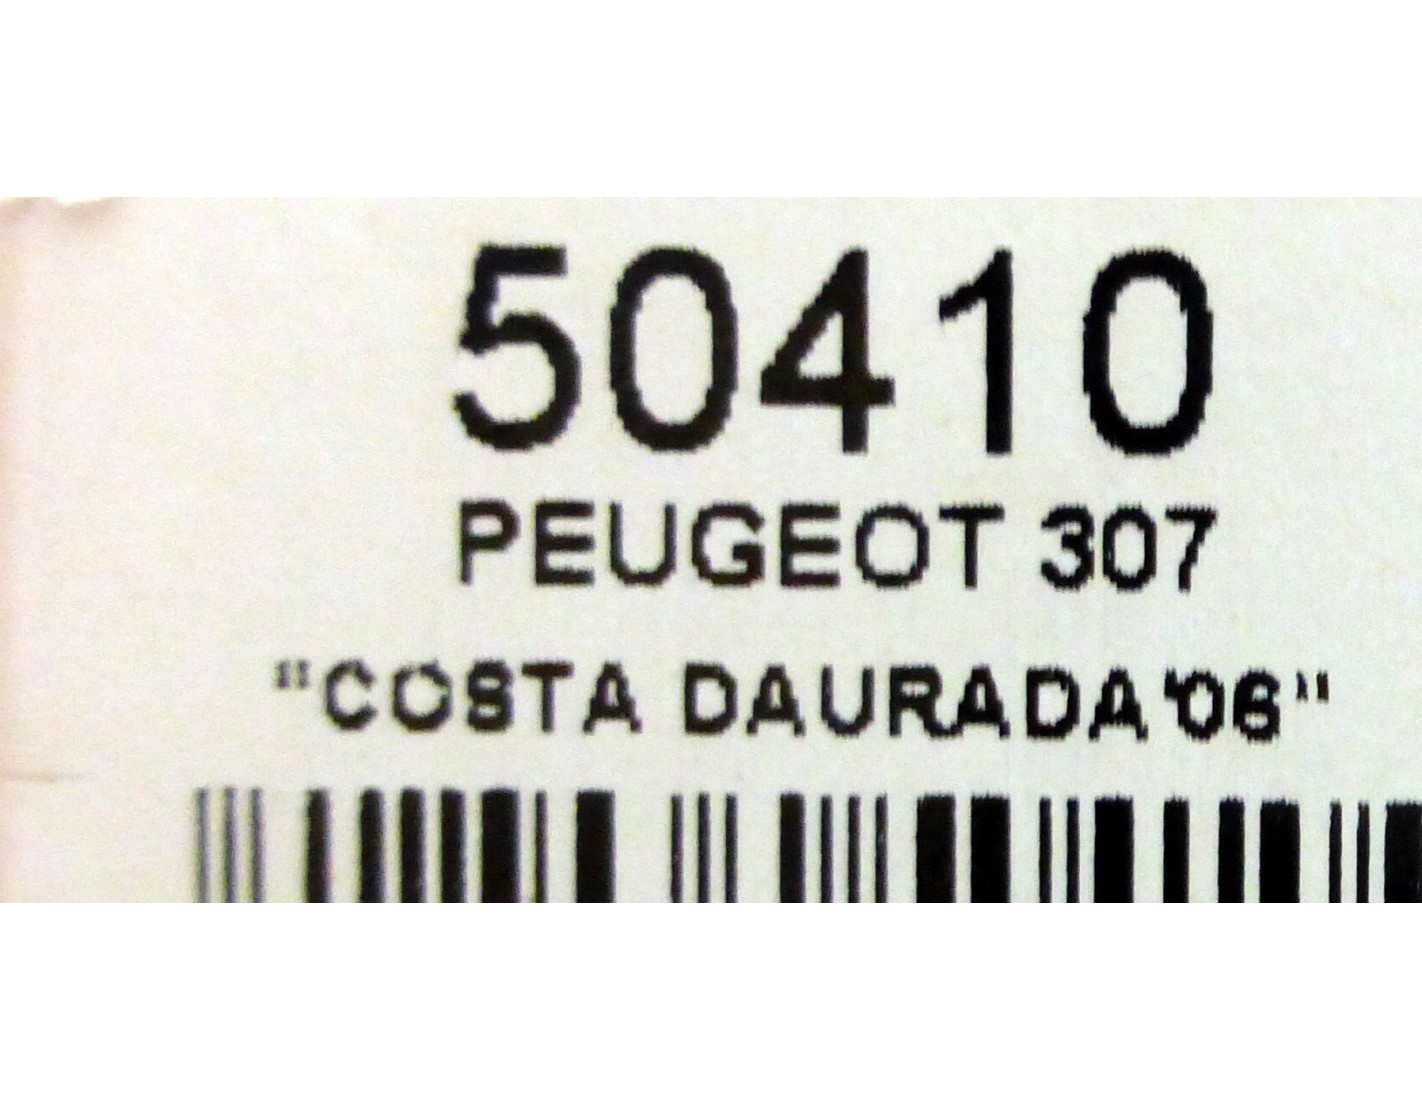 50410
PEUGEOT 307
"COSTA DAURADA'06"